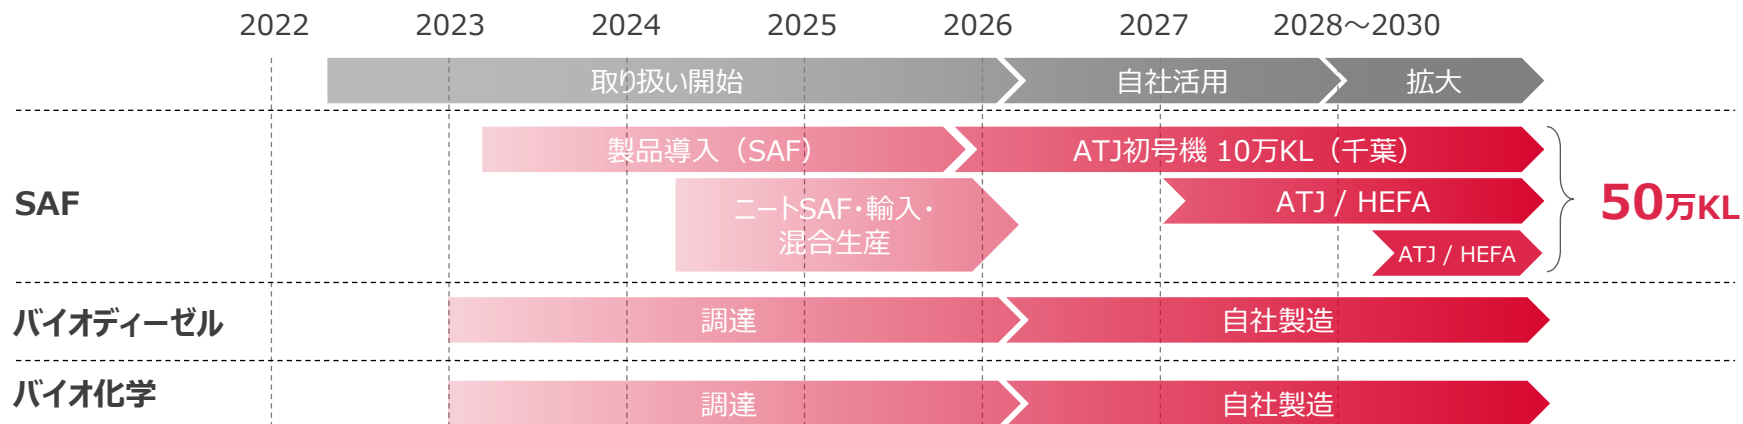 2022 2023 2024 2025 2026 2027 2028～2030
取り扱い開始 自社活用 拡大
製品導入（SAF） ATJ初号機 10万KL（千葉）
SAF
ニートSAF・輸入・
混合生産
ATJ / HEFA
ATJ / HEFA
50万KL
バイオディーゼル 調達 自社製造
バイオ化学 調達 自社製造